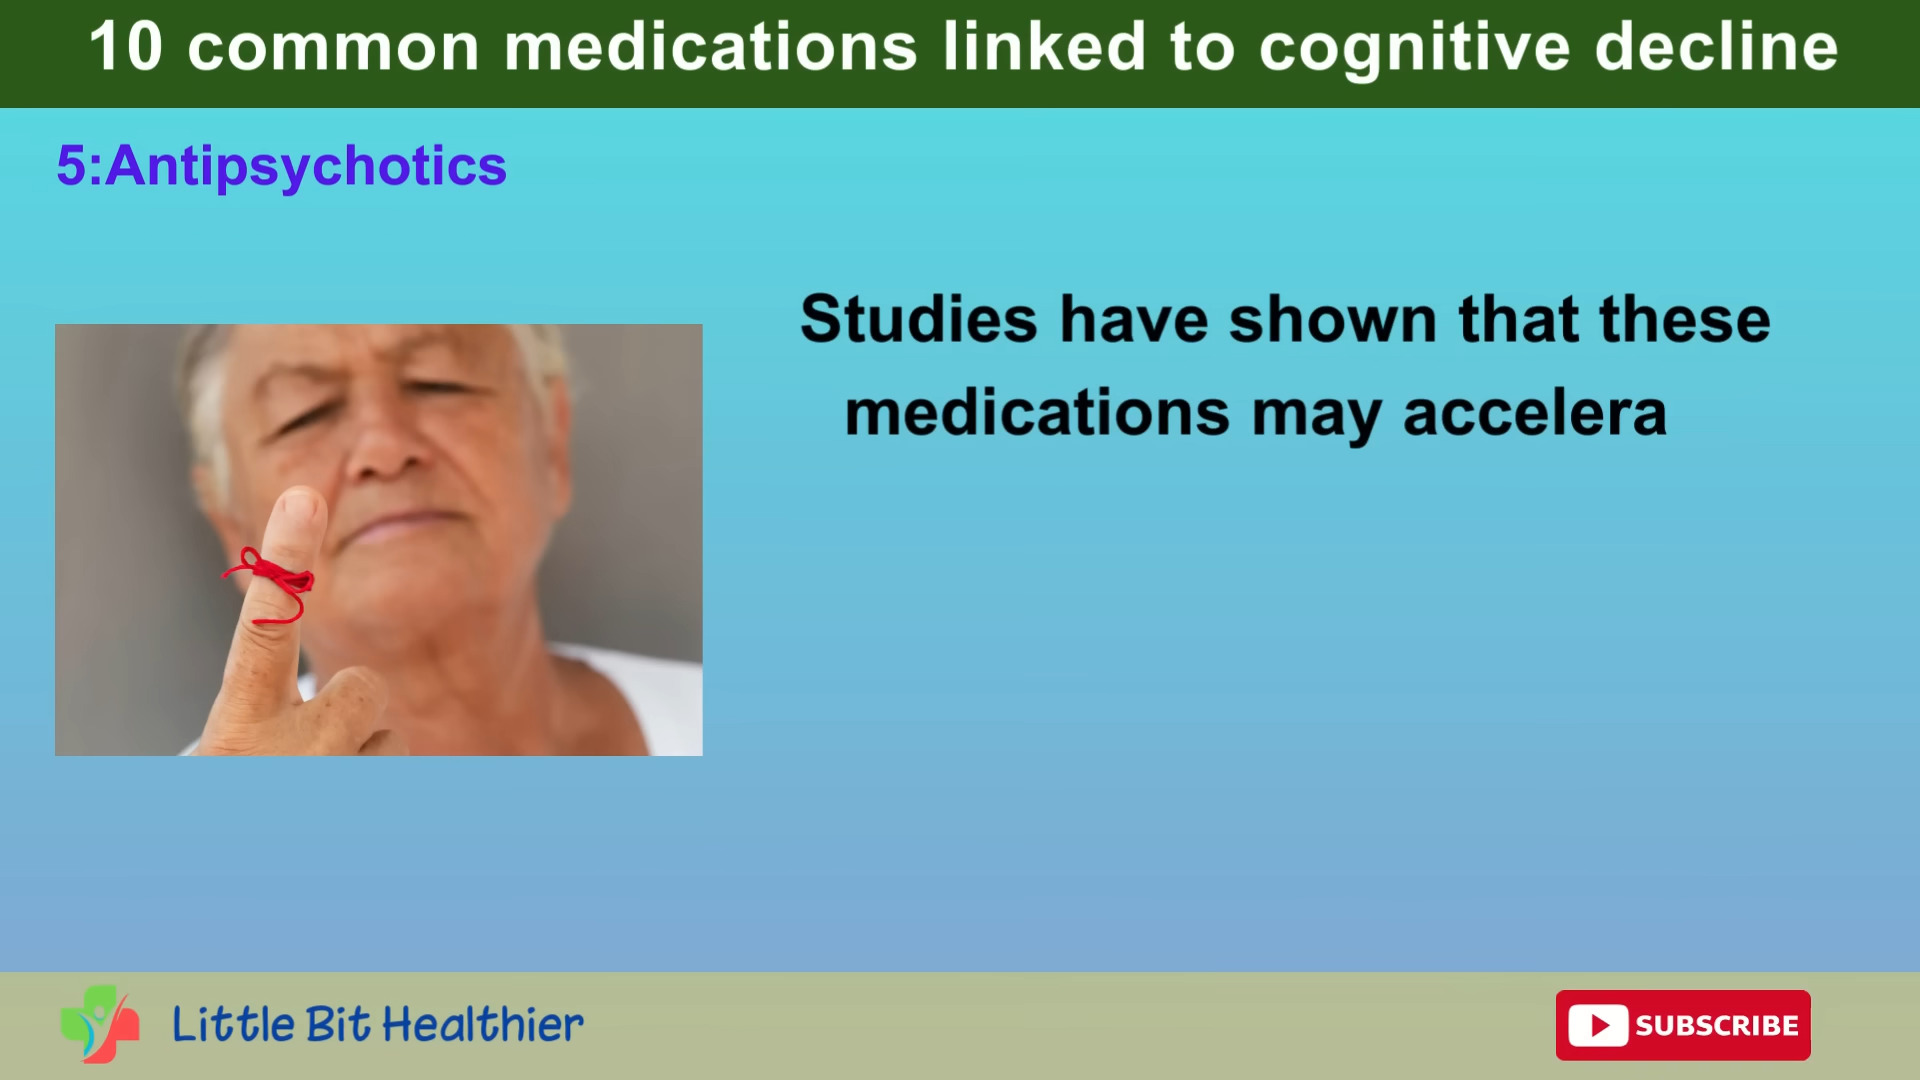 10 common medications linked to cognitive decline
5:Antipsychotics
Studies have shown that these
medications may accelera
Little Bit Healthier
SUBSCRIBE